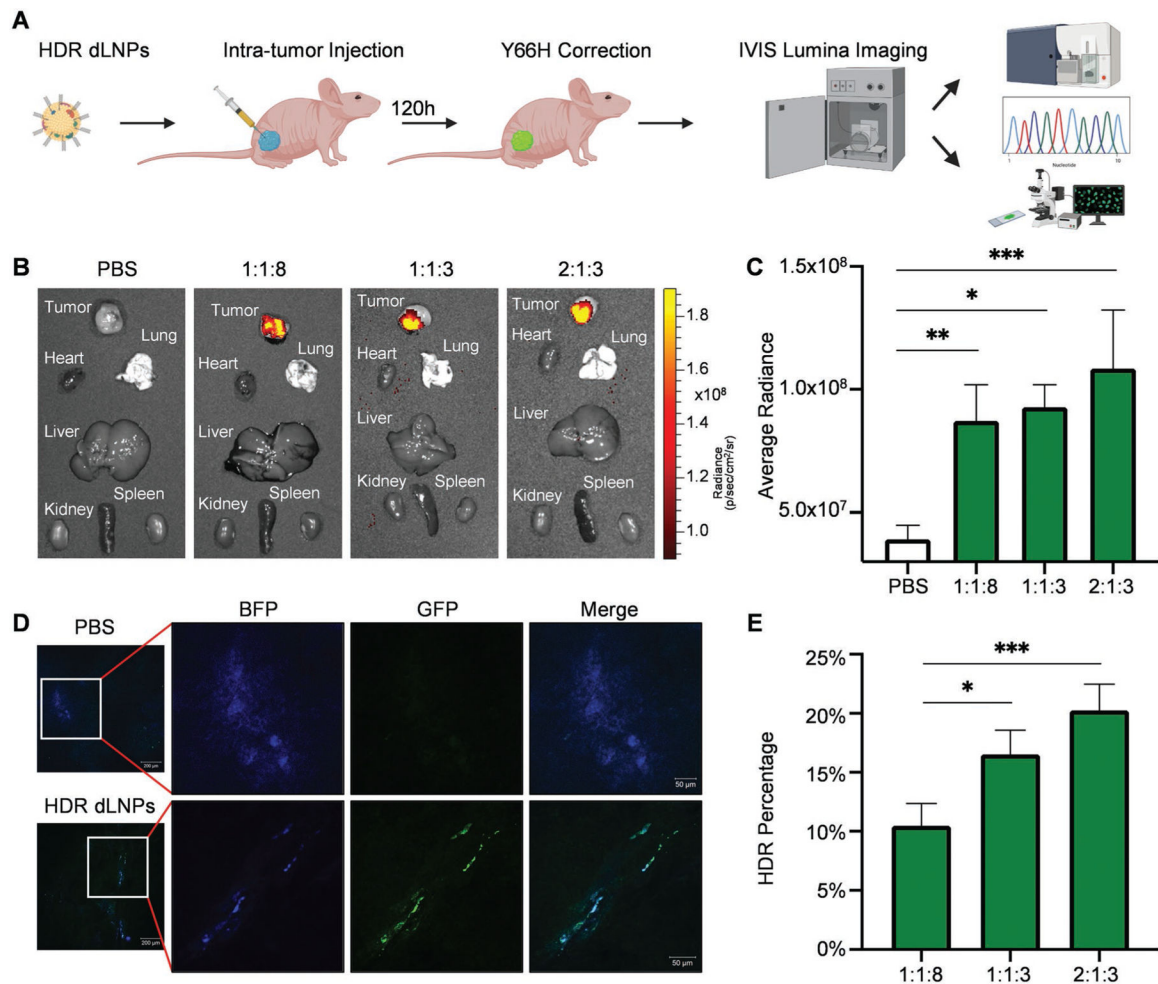 A
HDR dLNPs
Intra-tumor Injection
Y66H Correction
IVIS Lumina Imaging
120h
1
10
Nucleotide
B
PBS
1:1:8
1:1:3
2:1:3
Tumor
Heart
Lung
Liver
Kidney
Spleen
Tumor
Heart
Lung
Liver
Kidney
Spleen
Tumor
Heart
Lung
Liver
Kidney
Spleen
Tumor
Heart
Lung
Liver
Kidney
Spleen
1.8
1.6
x10⁸
1.4
1.2
1.0
Radiance
(p/sec/cm²/sr)
C
Average Radiance
1.5x10⁸
1.0x10⁸
5.0x10⁷
***
*
**
PBS
1:1:8
1:1:3
2:1:3
D
PBS
BFP
GFP
Merge
200 µm
50 µm
HDR dLNPs
200 µm
50 µm
E
HDR Percentage
25%
20%
15%
10%
5%
0%
***
*
1:1:8
1:1:3
2:1:3